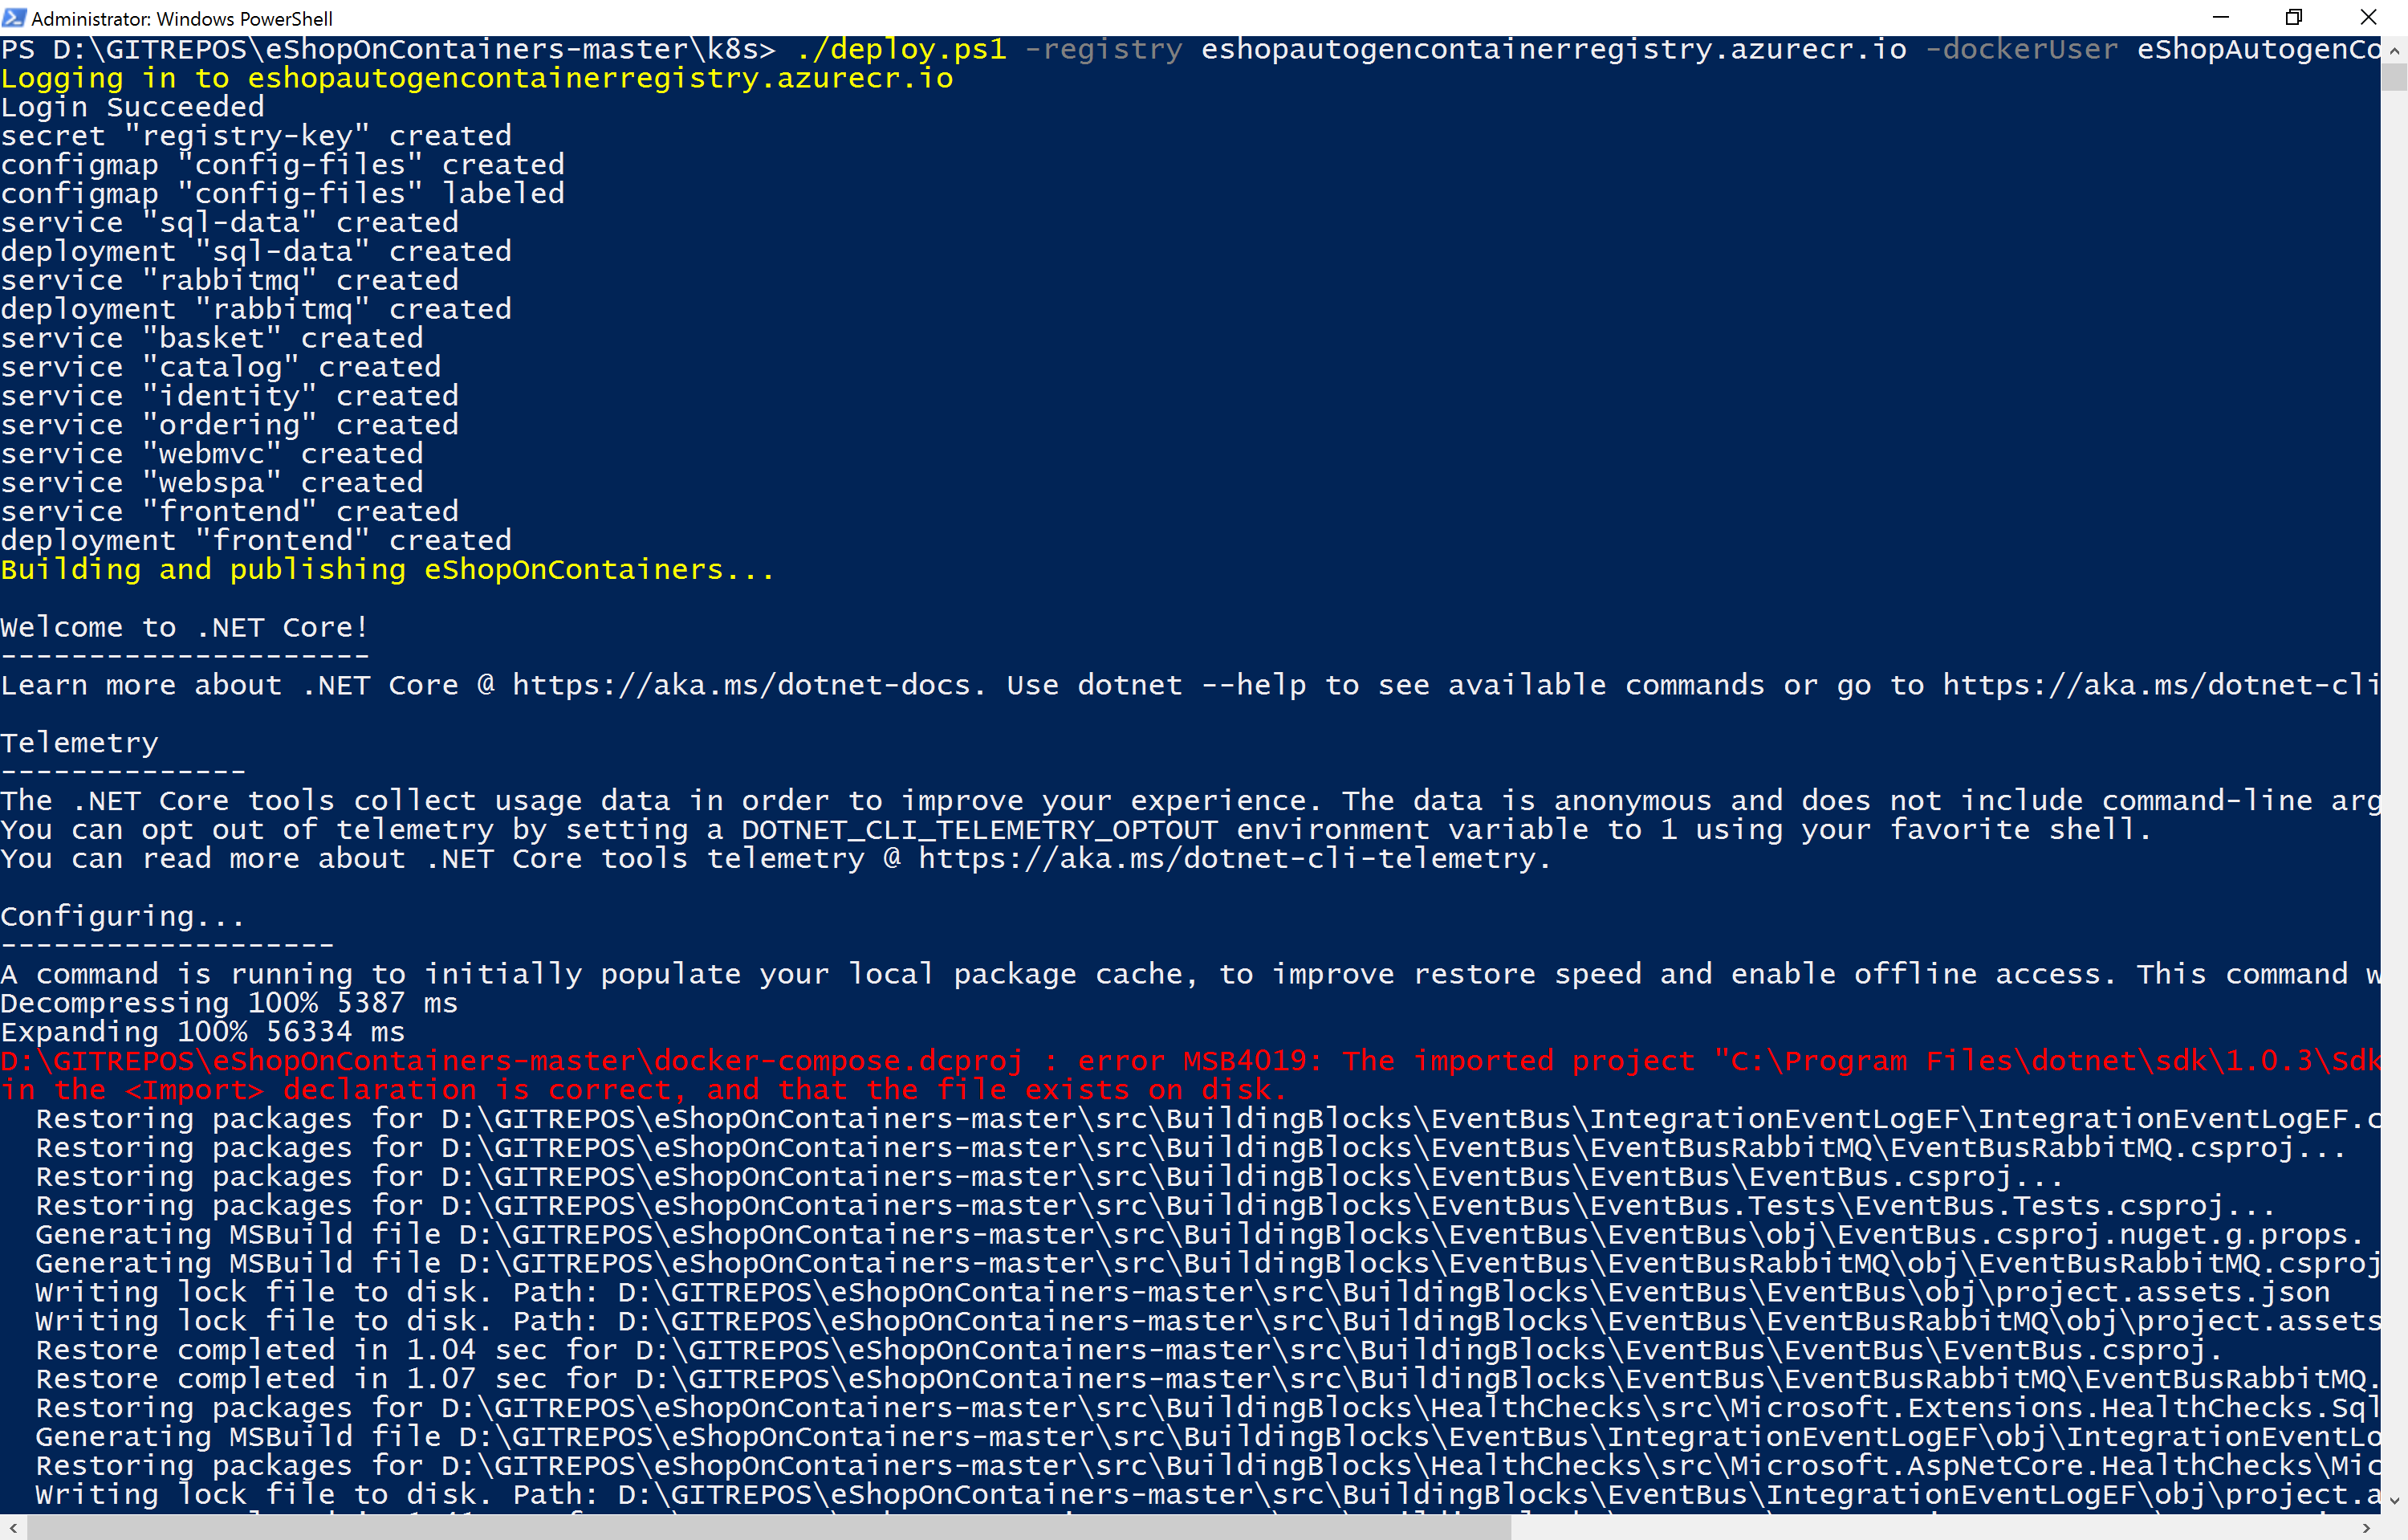 Administrator: Windows PowerShell
PS D:\GITREPOS\eShopOnContainers-master\k8s> ./deploy.ps1 -registry eshopautogencontainerregistry.azurecr.io -dockerUser eShopAutogenCo
Logging in to eshopautogencontainerregistry.azurecr.io
Login Succeeded
secret "registry-key" created
configmap "config-files" created
configmap "config-files" labeled
service "sql-data" created
deployment "sql-data" created
service "rabbitmq" created
deployment "rabbitmq" created
service "basket" created
service "catalog" created
service "identity" created
service "ordering" created
service "webmvc" created
service "webspa" created
service "frontend" created
deployment "frontend" created
Building and publishing eShopOnContainers...
Welcome to .NET Core!
---------------------
Learn more about .NET Core @ https://aka.ms/dotnet-docs. Use dotnet --help to see available commands or go to https://aka.ms/dotnet-cli
Telemetry
--------------
The .NET Core tools collect usage data in order to improve your experience. The data is anonymous and does not include command-line arg
You can opt out of telemetry by setting a DOTNET_CLI_TELEMETRY_OPTOUT environment variable to 1 using your favorite shell.
You can read more about .NET Core tools telemetry @ https://aka.ms/dotnet-cli-telemetry.
Configuring...
-------------------
A command is running to initially populate your local package cache, to improve restore speed and enable offline access. This command w
Decompressing 100% 5387 ms
Expanding 100% 56334 ms
D:\GITREPOS\eShopOnContainers-master\docker-compose.dcproj : error MSB4019: The imported project "C:\Program Files\dotnet\sdk\1.0.3\Sdk
in the <Import> declaration is correct, and that the file exists on disk.
Restoring packages for D:\GITREPOS\eShopOnContainers-master\src\BuildingBlocks\EventBus\IntegrationEventLogEF\IntegrationEventLogEF.c
Restoring packages for D:\GITREPOS\eShopOnContainers-master\src\BuildingBlocks\EventBus\EventBusRabbitMQ\EventBusRabbitMQ.csproj...
Restoring packages for D:\GITREPOS\eShopOnContainers-master\src\BuildingBlocks\EventBus\EventBus\EventBus.csproj...
Restoring packages for D:\GITREPOS\eShopOnContainers-master\src\BuildingBlocks\EventBus\EventBus.Tests\EventBus.Tests.csproj...
Generating MSBuild file D:\GITREPOS\eShopOnContainers-master\src\BuildingBlocks\EventBus\EventBus\obj\EventBus.csproj.nuget.g.props.
Generating MSBuild file D:\GITREPOS\eShopOnContainers-master\src\BuildingBlocks\EventBus\EventBusRabbitMQ\obj\EventBusRabbitMQ.csproj
Writing lock file to disk. Path: D:\GITREPOS\eShopOnContainers-master\src\BuildingBlocks\EventBus\EventBus\obj\project.assets.json
Writing lock file to disk. Path: D:\GITREPOS\eShopOnContainers-master\src\BuildingBlocks\EventBus\EventBusRabbitMQ\obj\project.assets
Restore completed in 1.04 sec for D:\GITREPOS\eShopOnContainers-master\src\BuildingBlocks\EventBus\EventBus\EventBus.csproj.
Restore completed in 1.07 sec for D:\GITREPOS\eShopOnContainers-master\src\BuildingBlocks\EventBus\EventBusRabbitMQ\EventBusRabbitMQ.
Restoring packages for D:\GITREPOS\eShopOnContainers-master\src\BuildingBlocks\HealthChecks\src\Microsoft.Extensions.HealthChecks.Sql
Generating MSBuild file D:\GITREPOS\eShopOnContainers-master\src\BuildingBlocks\EventBus\IntegrationEventLogEF\obj\IntegrationEventLo
Restoring packages for D:\GITREPOS\eShopOnContainers-master\src\BuildingBlocks\HealthChecks\src\Microsoft.AspNetCore.HealthChecks\Mic
Writing lock file to disk. Path: D:\GITREPOS\eShopOnContainers-master\src\BuildingBlocks\EventBus\IntegrationEventLogEF\obj\project.a